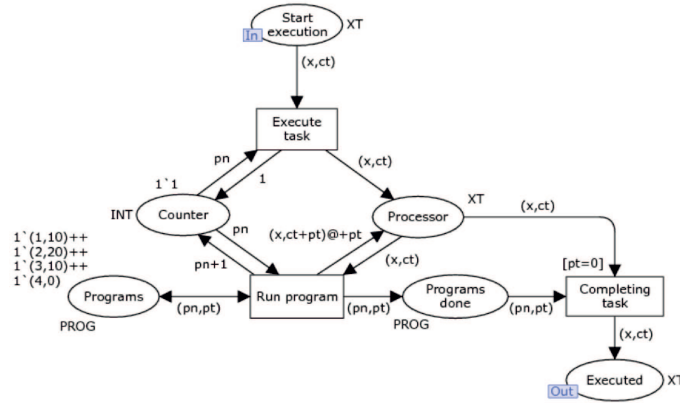 Start
execution
XT
In
(x,ct)
Execute
task
pn
1
(x,ct)
1`1
INT
Counter
XT
Processor
(x,ct)
pn
(x,ct+pt)@+pt
pn+1
(x,ct)
1`(1,10)++
1`(2,20)++
1`(3,10)++
1`(4,0)
[pt=0]
Programs
(pn,pt)
Run program
(pn,pt)
Programs
done
(pn,pt)
Completing
task
PROG
PROG
(x,ct)
Executed
XT
Out